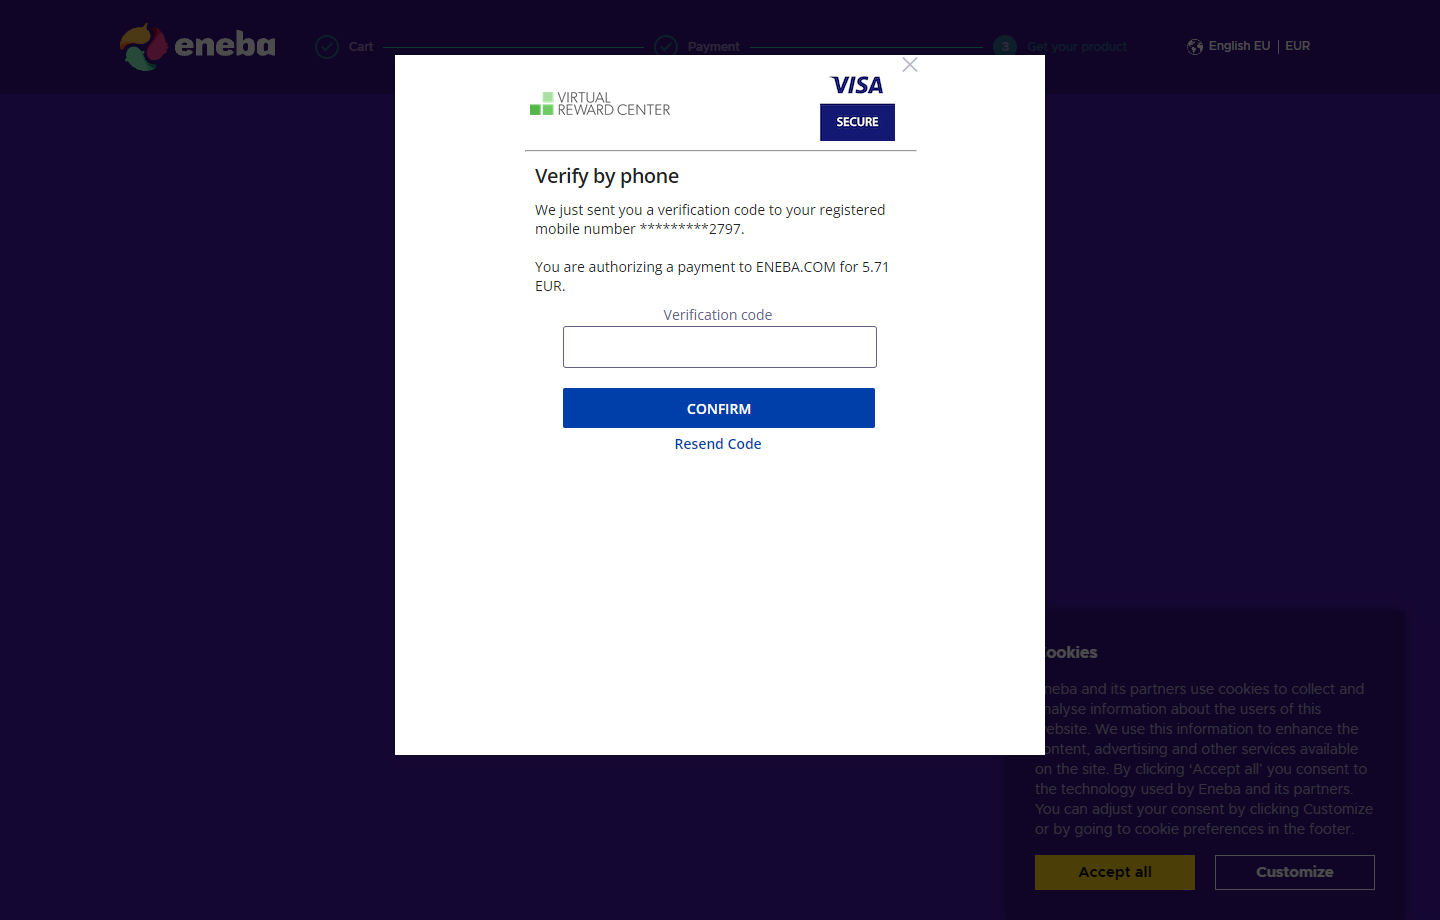 eneba
Cart
Payment
3
Get your product
English EU | EUR
VIRTUAL
REWARD CENTER
VISA
SECURE
Verify by phone
We just sent you a verification code to your registered
mobile number *********2797.
You are authorizing a payment to ENEBA.COM for 5.71
EUR.
Verification code
CONFIRM
Resend Code
ookies
neba and its partners use cookies to collect and
nalyse information about the users of this
ebsite. We use this information to enhance the
ontent, advertising and other services available
on the site. By clicking ‘Accept all’ you consent to
the technology used by Eneba and its partners.
You can adjust your consent by clicking Customize
or by going to cookie preferences in the footer.
Accept all
Customize